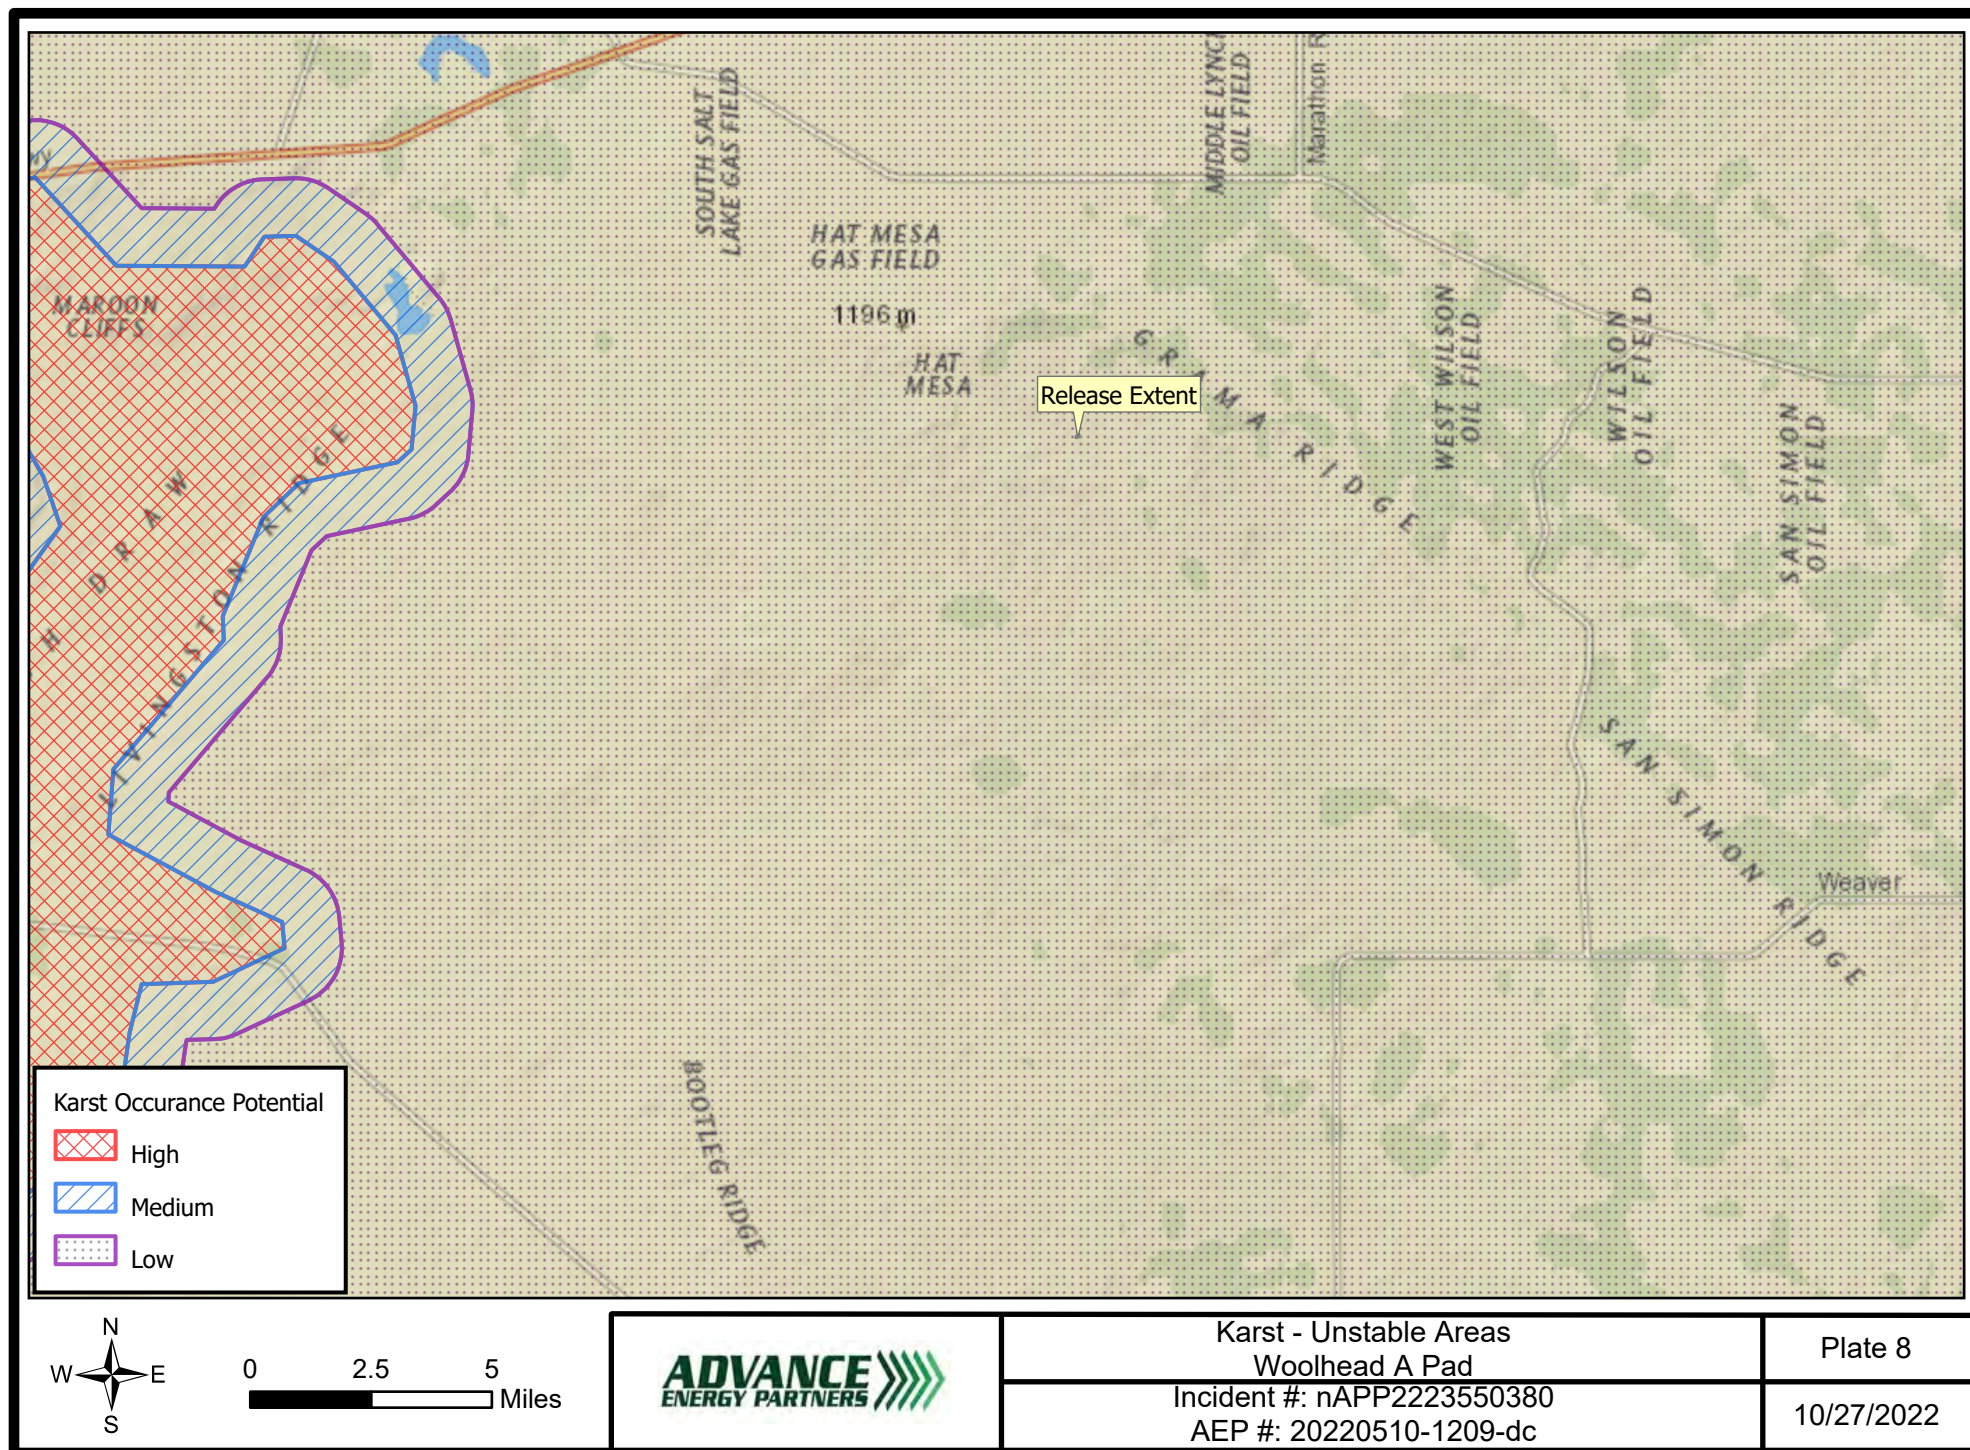 SOUTH SALT
LAKE GAS FIELD
MIDDLE LYNCH
OIL FIELD
Marathon R
wy
HAT MESA
GAS FIELD
1196 m
HAT
MESA
MAROON
CLIFFS
GRAMA RIDGE
Release Extent
WEST WILSON
OIL FIELD
WILSON
OIL FIELD
SAN SIMON
OIL FIELD
H DRAW
LIVINGSTON RIDGE
SAN SIMON RIDGE
Weaver
BOOTLEG RIDGE
Karst Occurance Potential
High
Medium
Low
N
W E
S
0 2.5 5
Miles
ADVANCE
ENERGY PARTNERS
Karst - Unstable Areas
Woolhead A Pad
Incident #: nAPP2223550380
AEP #: 20220510-1209-dc
Plate 8
10/27/2022